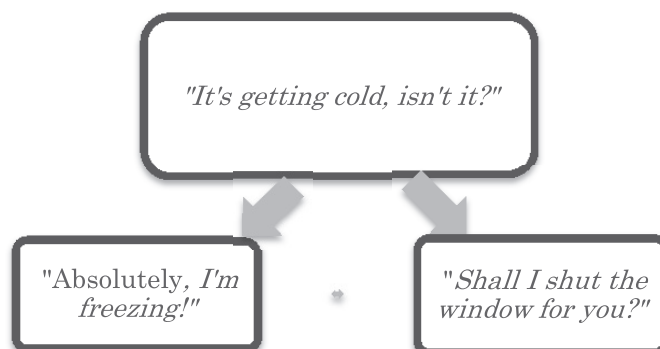 "It's getting cold, isn't it?"
"Absolutely, I'm
freezing!"
"Shall I shut the
window for you?"